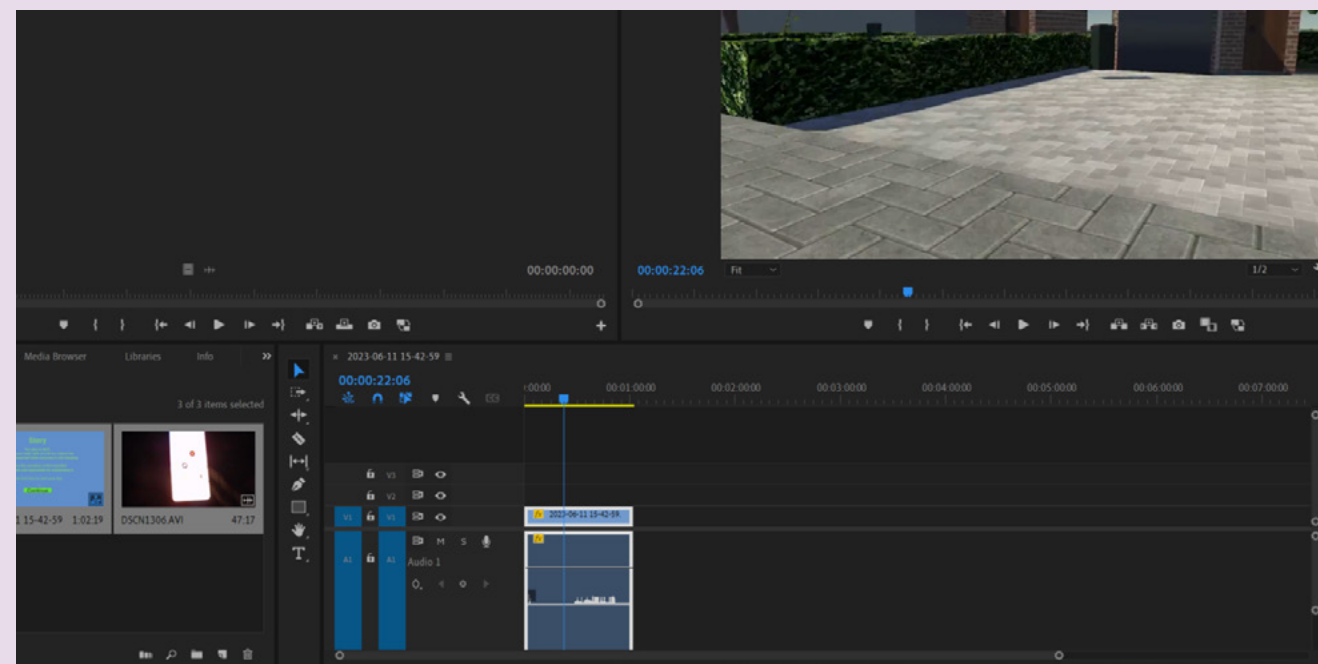 00:00:00:00
00:00:22:06 Fit 1/2
Media Browser Libraries Info
3 of 3 items selected
Story
Continue
1 15-42-59 1:02:19
DSCN1306.AVI 47:17
× 2023-06-11 15-42-59
00:00:22:06
:00:00 00:01:00:00 00:02:00:00 00:03:00:00 00:04:00:00 00:05:00:00 00:06:00:00 00:07:00:00
V3
V2
V1 V1
fx 2023-06-11 15-42-59
A1 A1 M S
Audio 1
fx